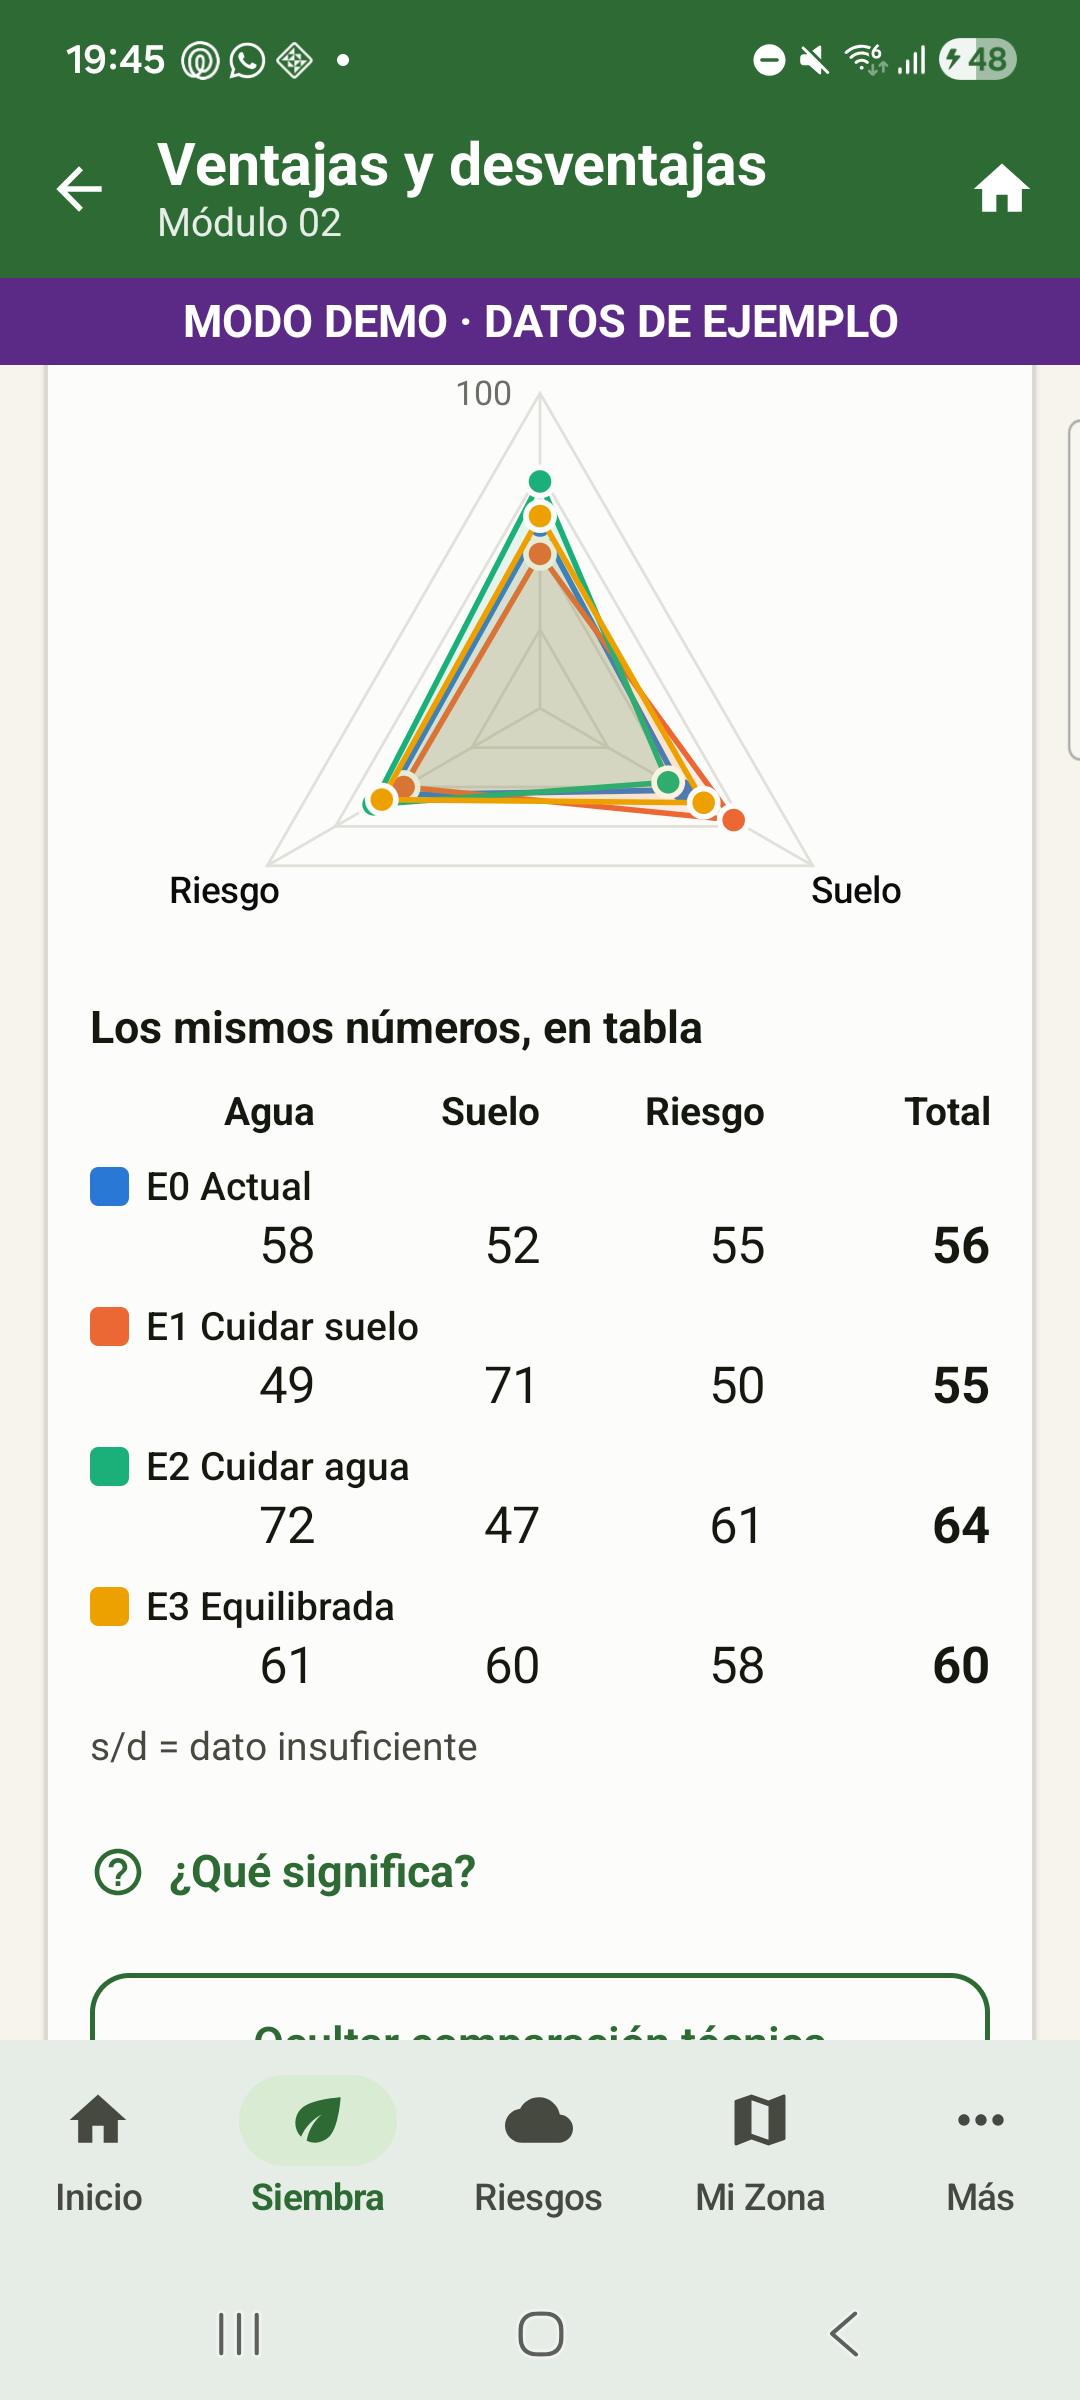 19:45
48
Ventajas y desventajas
Módulo 02
MODO DEMO · DATOS DE EJEMPLO
100
Riesgo
Suelo
Los mismos números, en tabla
Agua Suelo Riesgo Total
E0 Actual
58 52 55 56
E1 Cuidar suelo
49 71 50 55
E2 Cuidar agua
72 47 61 64
E3 Equilibrada
61 60 58 60
s/d = dato insuficiente
¿Qué significa?
Ocultar comparación técnica
Inicio Siembra Riesgos Mi Zona Más